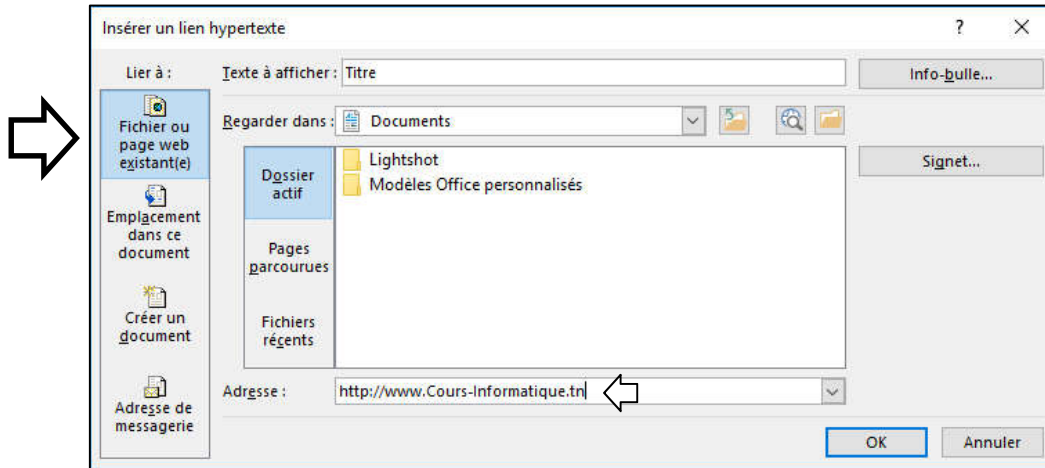 Insérer un lien hypertexte
?
Lier à :
Texte à afficher :
Titre
Info-bulle...
Fichier ou
page web
existant(e)
Regarder dans :
Documents
Emplacement
dans ce
document
Créer un
document
Adresse de
messagerie
Dossier
actif
Pages
parcourues
Fichiers
récents
Lightshot
Modèles Office personnalisés
Signet...
Adresse :
http://www.Cours-Informatique.tn
OK
Annuler